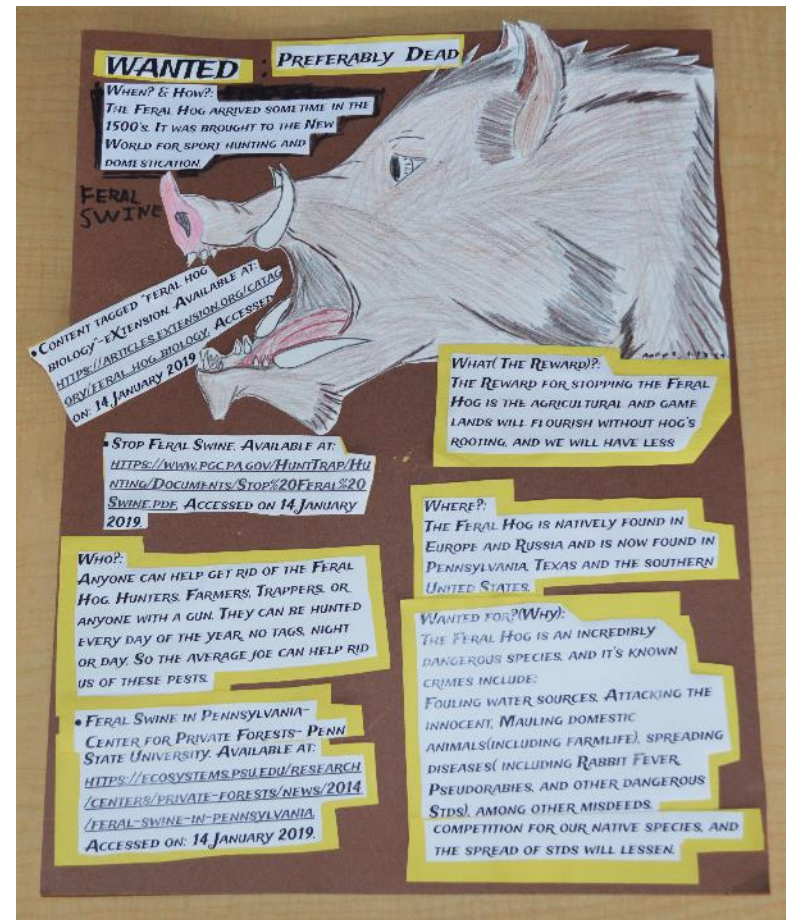 WANTED : PREFERABLY DEAD
WHEN? & HOW?:
THE FERAL HOG ARRIVED SOMETIME IN THE
1500'S. IT WAS BROUGHT TO THE NEW
WORLD FOR SPORT HUNTING AND
DOMESTICATION.
FERAL
SWINE
• CONTENT TAGGED "FERAL HOG
BIOLOGY"-EXTENSION. AVAILABLE AT:
HTTPS://ARTICLES.EXTENSION.ORG/CATAG
ORY/FERAL_HOG_BIOLOGY. ACCESSED
ON: 14 JANUARY 2019
WHAT( THE REWARD)?:
THE REWARD FOR STOPPING THE FERAL
HOG IS THE AGRICULTURAL AND GAME
LANDS WILL FLOURISH WITHOUT HOG'S
ROOTING, AND WE WILL HAVE LESS
• STOP FERAL SWINE. AVAILABLE AT:
HTTPS://WWW.PGC.PA.GOV/HUNTTRAP/HU
NTING/DOCUMENTS/STOP%20FERAL%20
SWINE.PDF. ACCESSED ON 14 JANUARY
2019.
WHERE?:
THE FERAL HOG IS NATIVELY FOUND IN
EUROPE AND RUSSIA AND IS NOW FOUND IN
PENNSYLVANIA, TEXAS AND THE SOUTHERN
UNITED STATES.
WHO?:
ANYONE CAN HELP GET RID OF THE FERAL
HOG. HUNTERS, FARMERS, TRAPPERS, OR
ANYONE WITH A GUN. THEY CAN BE HUNTED
EVERY DAY OF THE YEAR, NO TAGS, NIGHT
OR DAY. SO THE AVERAGE JOE CAN HELP RID
US OF THESE PESTS.
WANTED FOR?(WHY):
THE FERAL HOG IS AN INCREDIBLY
DANGEROUS SPECIES, AND IT'S KNOWN
CRIMES INCLUDE:
FOULING WATER SOURCES, ATTACKING THE
INNOCENT, MAULING DOMESTIC
ANIMALS(INCLUDING FARMLIFE), SPREADING
DISEASES( INCLUDING RABBIT FEVER,
PSEUDORABIES, AND OTHER DANGEROUS
STDS), AMONG OTHER MISDEEDS.
COMPETITION FOR OUR NATIVE SPECIES, AND
THE SPREAD OF STDS WILL LESSEN.
• FERAL SWINE IN PENNSYLVANIA-
CENTER FOR PRIVATE FORESTS- PENN
STATE UNIVERSITY. AVAILABLE AT:
HTTPS://ECOSYSTEMS.PSU.EDU/RESEARCH
/CENTERS/PRIVATE-FORESTS/NEWS/2014
/FERAL-SWINE-IN-PENNSYLVANIA
ACCESSED ON: 14 JANUARY 2019.